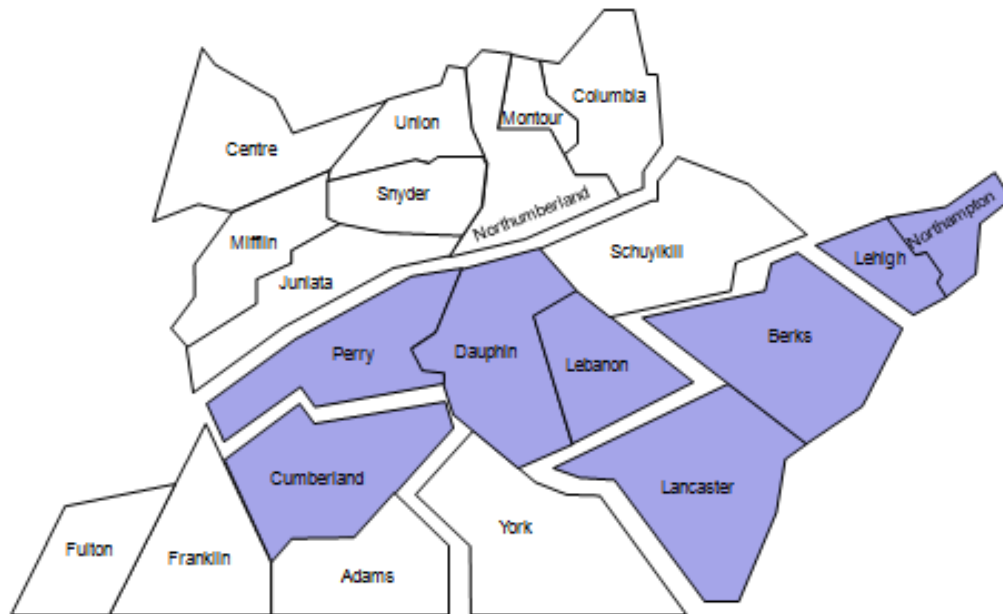 Columbia
Montour
Union
Centre
Snyder
Northumberland
Northampton
Mifflin
Schuylkill
Lehigh
Juniata
Berks
Perry
Dauphin
Lebanon
Cumberland
Lancaster
York
Fulton
Franklin
Adams